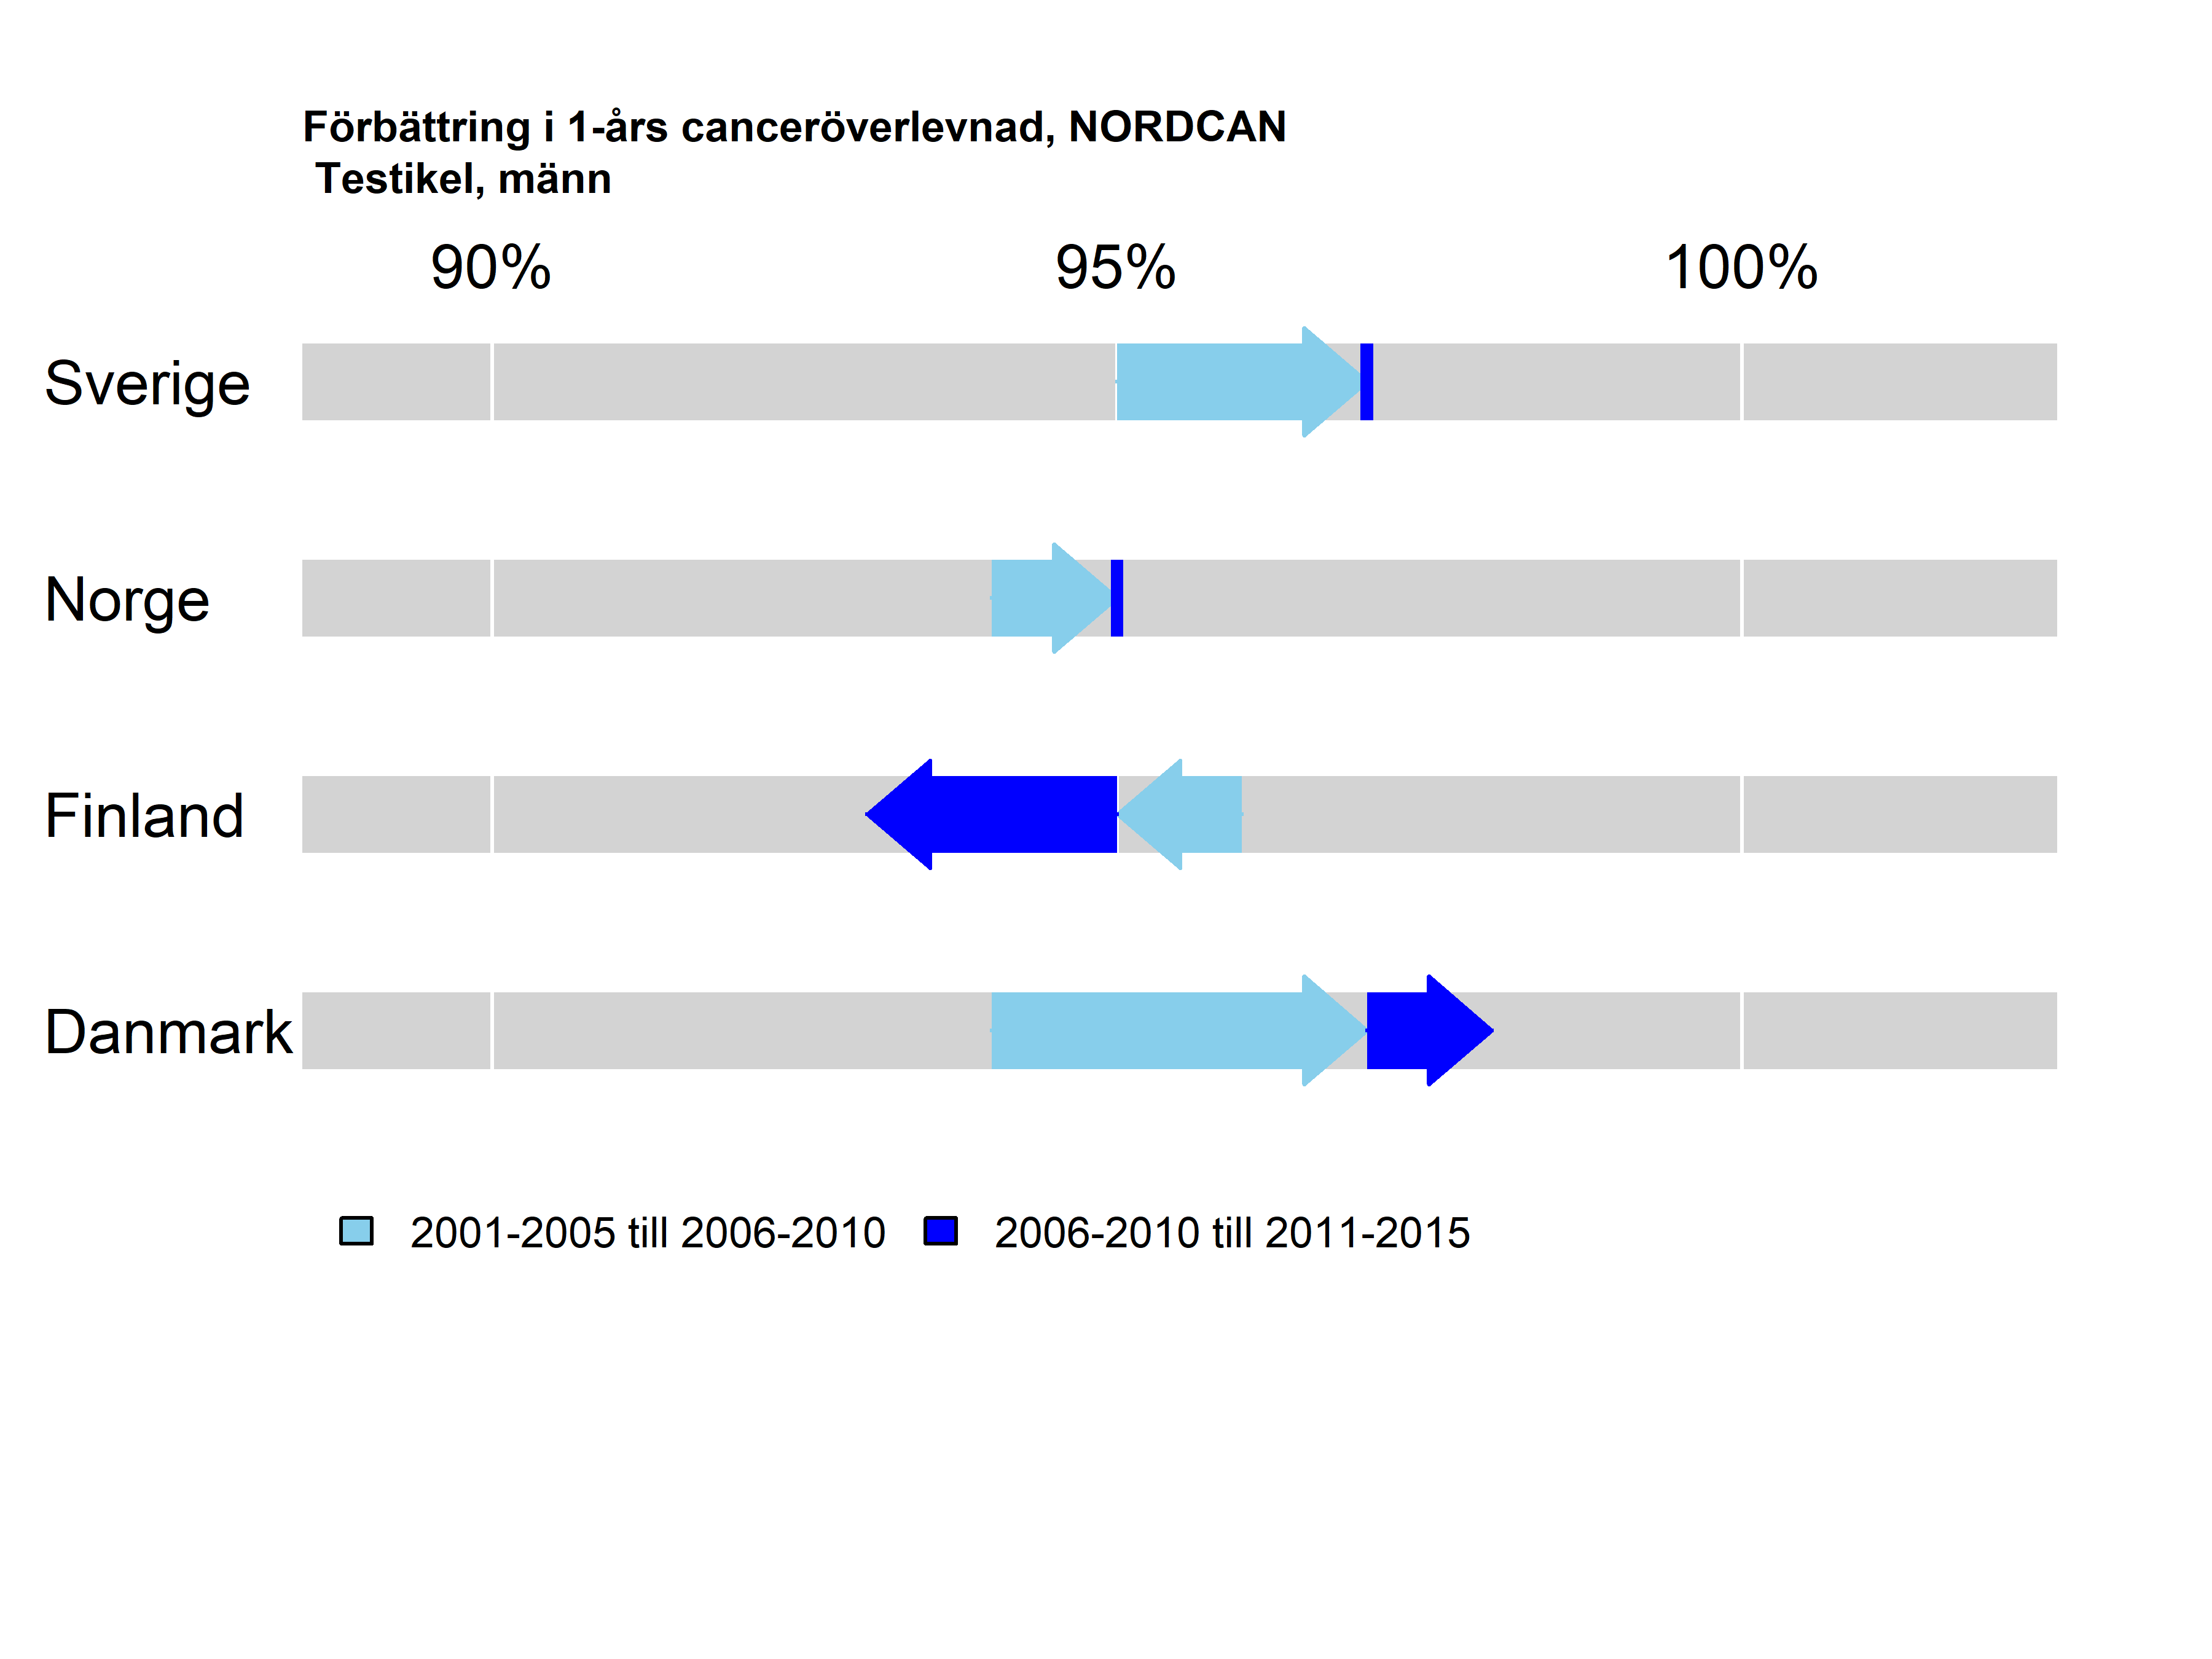 Förbättring i 1-års canceröverlevnad, NORDCAN
Testikel, männ
90% 95% 100%
Sverige
Norge
Finland
Danmark
2001-2005 till 2006-2010 2006-2010 till 2011-2015